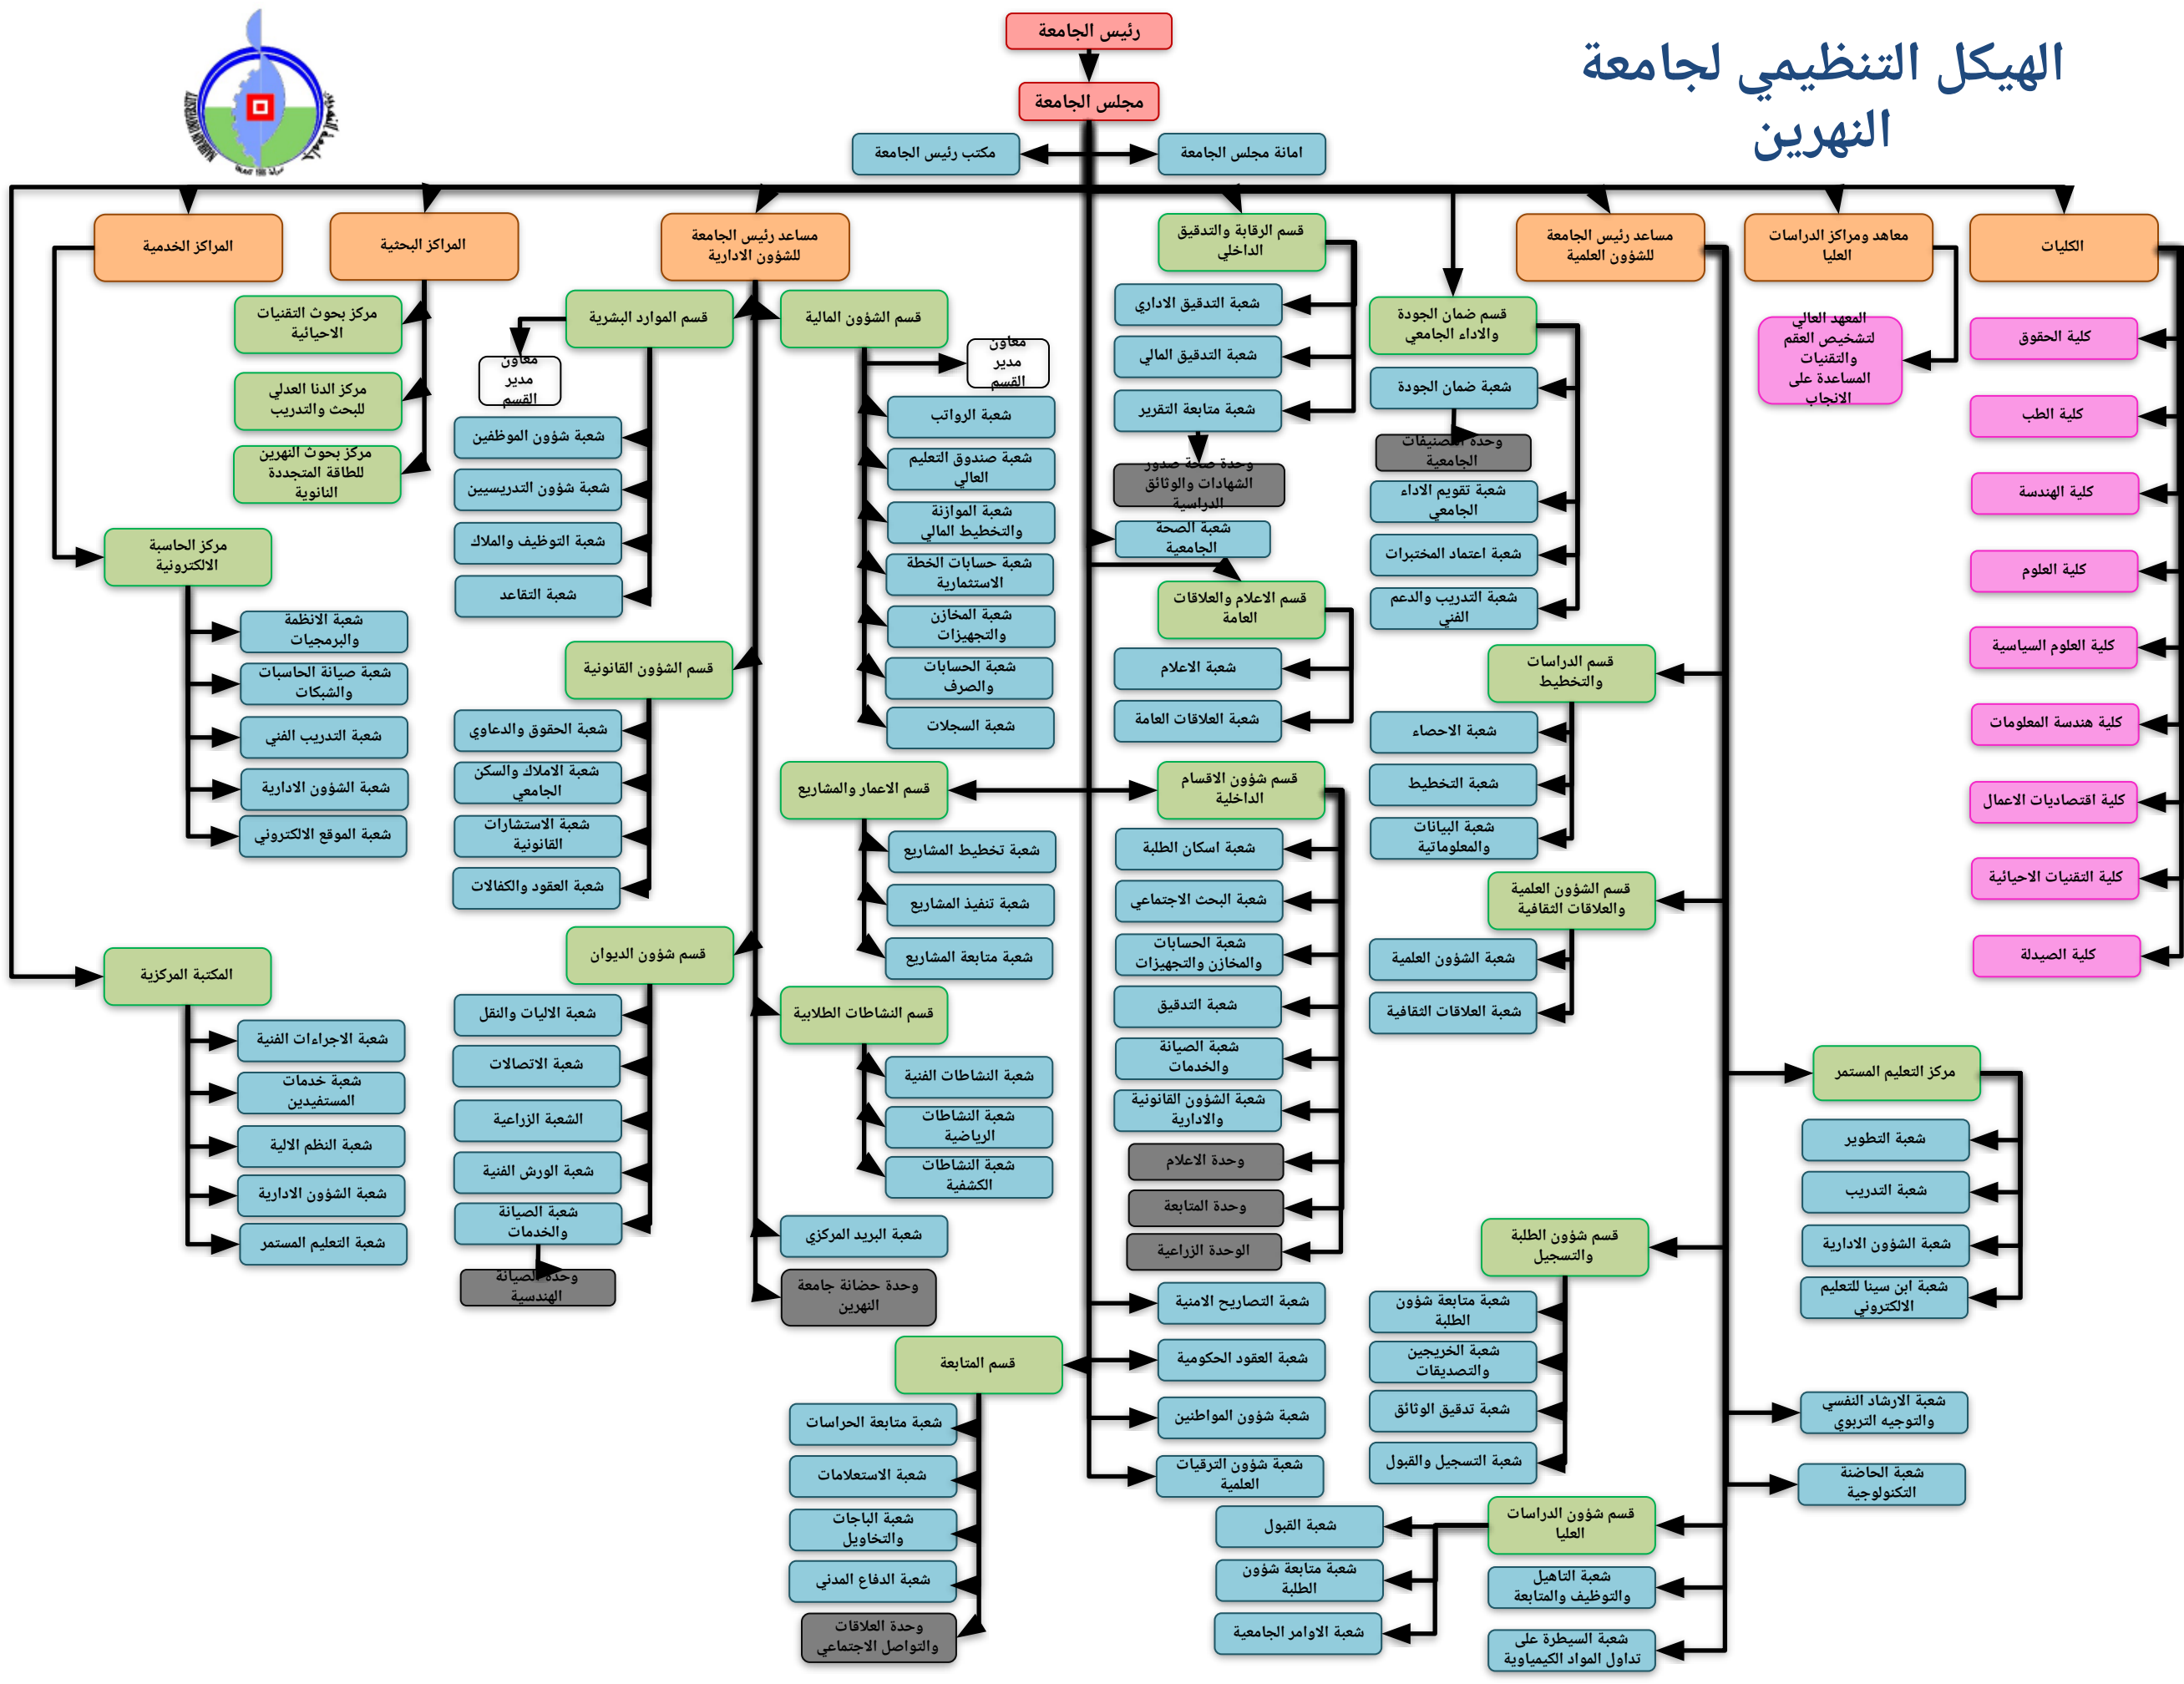 الهيكل التنظيمي لجامعة
النهرين
رئيس الجامعة
مجلس الجامعة
امانة مجلس الجامعة
مكتب رئيس الجامعة
الكليات
كلية الحقوق
كلية الطب
كلية الهندسة
كلية العلوم
كلية العلوم السياسية
كلية هندسة المعلومات
كلية اقتصاديات الاعمال
كلية التقنيات الاحيائية
كلية الصيدلة
معاهد ومراكز الدراسات
العليا
المعهد العالي
لتشخيص العقم
والتقنيات
المساعدة على
الانجاب
مساعد رئيس الجامعة
للشؤون العلمية
قسم ضمان الجودة
والاداء الجامعي
شعبة ضمان الجودة
وحدة التصنيفات
الجامعية
شعبة تقويم الاداء
الجامعي
شعبة اعتماد المختبرات
شعبة التدريب والدعم
الفني
قسم الدراسات
والتخطيط
شعبة الاحصاء
شعبة التخطيط
شعبة البيانات
والمعلوماتية
قسم الشؤون العلمية
والعلاقات الثقافية
شعبة الشؤون العلمية
شعبة العلاقات الثقافية
مركز التعليم المستمر
شعبة التطوير
شعبة التدريب
شعبة الشؤون الادارية
شعبة ابن سينا للتعليم
الالكتروني
قسم شؤون الطلبة
والتسجيل
شعبة متابعة شؤون
الطلبة
شعبة الخريجين
والتصديقات
شعبة تدقيق الوثائق
شعبة التسجيل والقبول
شعبة الارشاد النفسي
والتوجيه التربوي
شعبة الحاضنة
التكنولوجية
قسم شؤون الدراسات
العليا
شعبة القبول
شعبة متابعة شؤون
الطلبة
شعبة الاوامر الجامعية
شعبة التاهيل
والتوظيف والمتابعة
شعبة السيطرة على
تداول المواد الكيمياوية
قسم الرقابة والتدقيق
الداخلي
شعبة التدقيق الاداري
شعبة التدقيق المالي
شعبة متابعة التقرير
وحدة صحة صدور
الشهادات والوثائق
الدراسية
شعبة الصحة
الجامعية
قسم الاعلام والعلاقات
العامة
شعبة الاعلام
شعبة العلاقات العامة
قسم شؤون الاقسام
الداخلية
شعبة اسكان الطلبة
شعبة البحث الاجتماعي
شعبة الحسابات
والمخازن والتجهيزات
شعبة التدقيق
شعبة الصيانة
والخدمات
شعبة الشؤون القانونية
والادارية
وحدة الاعلام
وحدة المتابعة
الوحدة الزراعية
شعبة التصاريح الامنية
شعبة العقود الحكومية
شعبة شؤون المواطنين
شعبة شؤون الترقيات
العلمية
مساعد رئيس الجامعة
للشؤون الادارية
قسم الشؤون المالية
معاون
مدير
القسم
شعبة الرواتب
شعبة صندوق التعليم
العالي
شعبة الموازنة
والتخطيط المالي
شعبة حسابات الخطة
الاستثمارية
شعبة المخازن
والتجهيزات
شعبة الحسابات
والصرف
شعبة السجلات
قسم الاعمار والمشاريع
شعبة تخطيط المشاريع
شعبة تنفيذ المشاريع
شعبة متابعة المشاريع
قسم النشاطات الطلابية
شعبة النشاطات الفنية
شعبة النشاطات
الرياضية
شعبة النشاطات
الكشفية
شعبة البريد المركزي
وحدة حضانة جامعة
النهرين
قسم المتابعة
شعبة متابعة الحراسات
شعبة الاستعلامات
شعبة الباجات
والتخاويل
شعبة الدفاع المدني
وحدة العلاقات
والتواصل الاجتماعي
قسم الموارد البشرية
معاون
مدير
القسم
شعبة شؤون الموظفين
شعبة شؤون التدريسيين
شعبة التوظيف والملاك
شعبة التقاعد
قسم الشؤون القانونية
شعبة الحقوق والدعاوي
شعبة الاملاك والسكن
الجامعي
شعبة الاستشارات
القانونية
شعبة العقود والكفالات
قسم شؤون الديوان
شعبة الاليات والنقل
شعبة الاتصالات
الشعبة الزراعية
شعبة الورش الفنية
شعبة الصيانة
والخدمات
وحدة الصيانة
الهندسية
المراكز البحثية
مركز بحوث التقنيات
الاحيائية
مركز الدنا العدلي
للبحث والتدريب
مركز بحوث النهرين
للطاقة المتجددة
النانوية
المراكز الخدمية
مركز الحاسبة
الالكترونية
شعبة الانظمة
والبرمجيات
شعبة صيانة الحاسبات
والشبكات
شعبة التدريب الفني
شعبة الشؤون الادارية
شعبة الموقع الالكتروني
المكتبة المركزية
شعبة الاجراءات الفنية
شعبة خدمات
المستفيدين
شعبة النظم الالية
شعبة الشؤون الادارية
شعبة التعليم المستمر